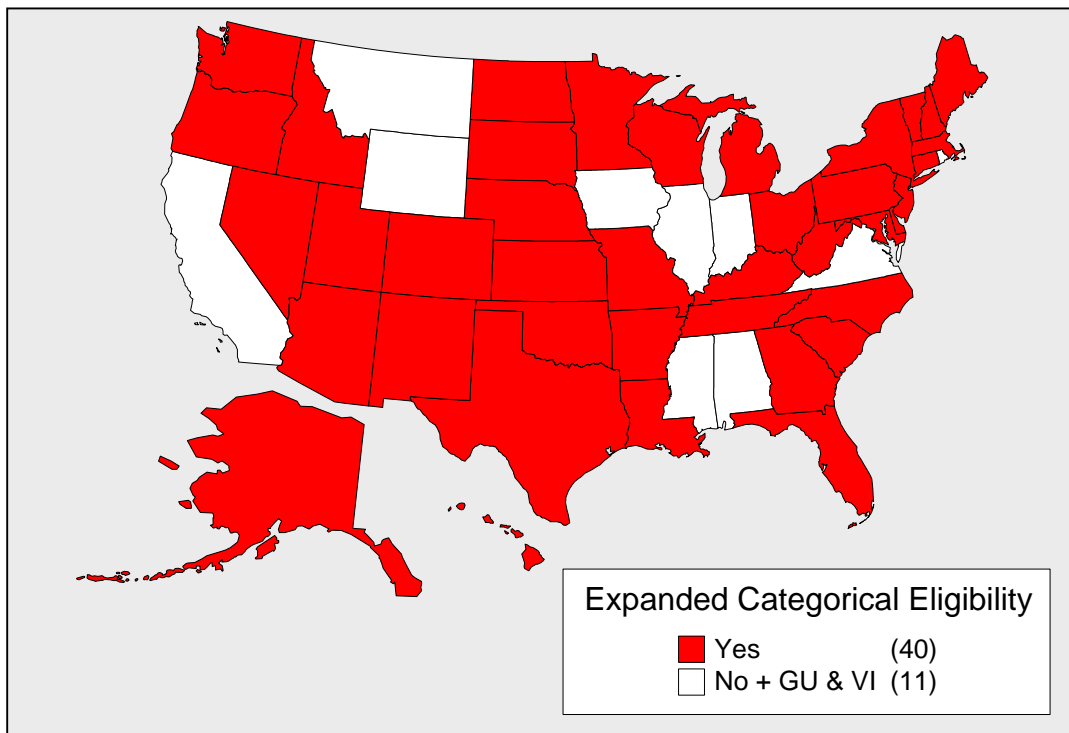 Expanded Categorical Eligibility
Yes (40)
No + GU & VI (11)